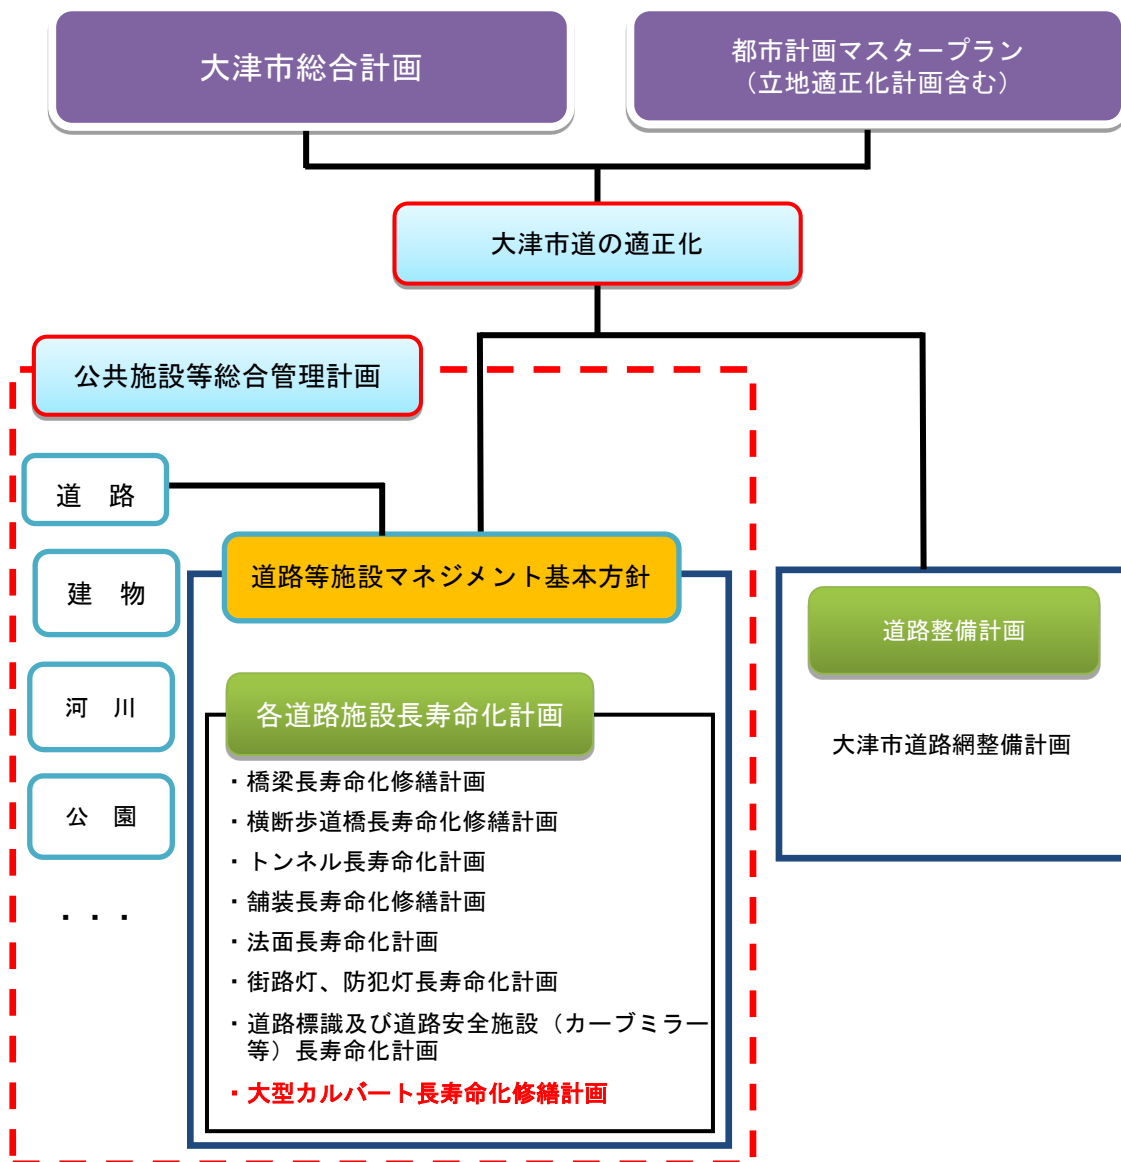 大津市総合計画
都市計画マスタープラン
（立地適正化計画含む）
大津市道の適正化
公共施設等総合管理計画
道　路
建　物
河　川
公　園
・・・
道路等施設マネジメント基本方針
各道路施設長寿命化計画
・橋梁長寿命化修繕計画
・横断歩道橋長寿命化修繕計画
・トンネル長寿命化計画
・舗装長寿命化修繕計画
・法面長寿命化計画
・街路灯、防犯灯長寿命化計画
・道路標識及び道路安全施設（カーブミラー
等）長寿命化計画
・大型カルバート長寿命化修繕計画
道路整備計画
大津市道路網整備計画